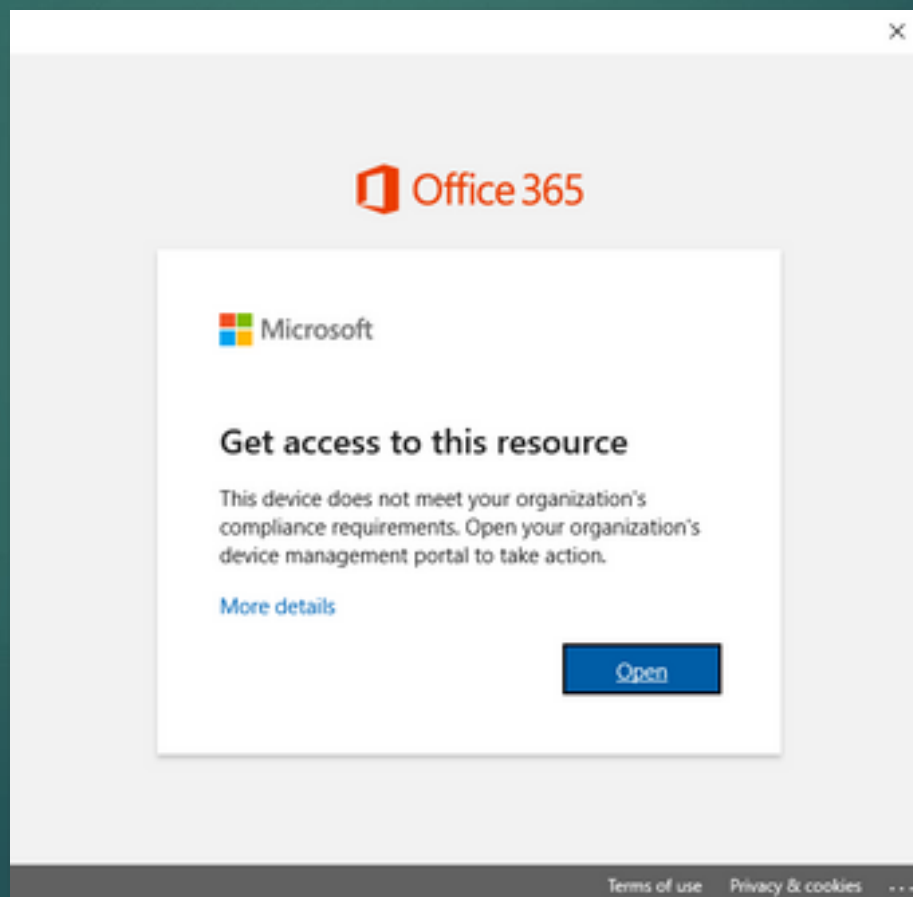 Office 365
Microsoft
Get access to this resource
This device does not meet your organization's
compliance requirements. Open your organization's
device management portal to take action.
More details
Open
Terms of use Privacy & cookies ...